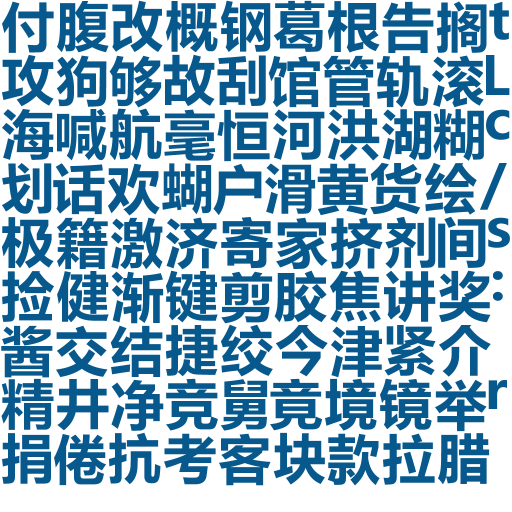 付腹改概钢葛根告搁t
攻狗够故刮馆管轨滚L
海喊航毫恒河洪湖糊c
划话欢蝴户滑黄货绘/
极籍激济寄家挤剂间s
捡健渐键剪胶焦讲奖:
酱交结捷绞今津紧介
精井净竞舅竟境镜举r
捐倦抗考客块款拉腊